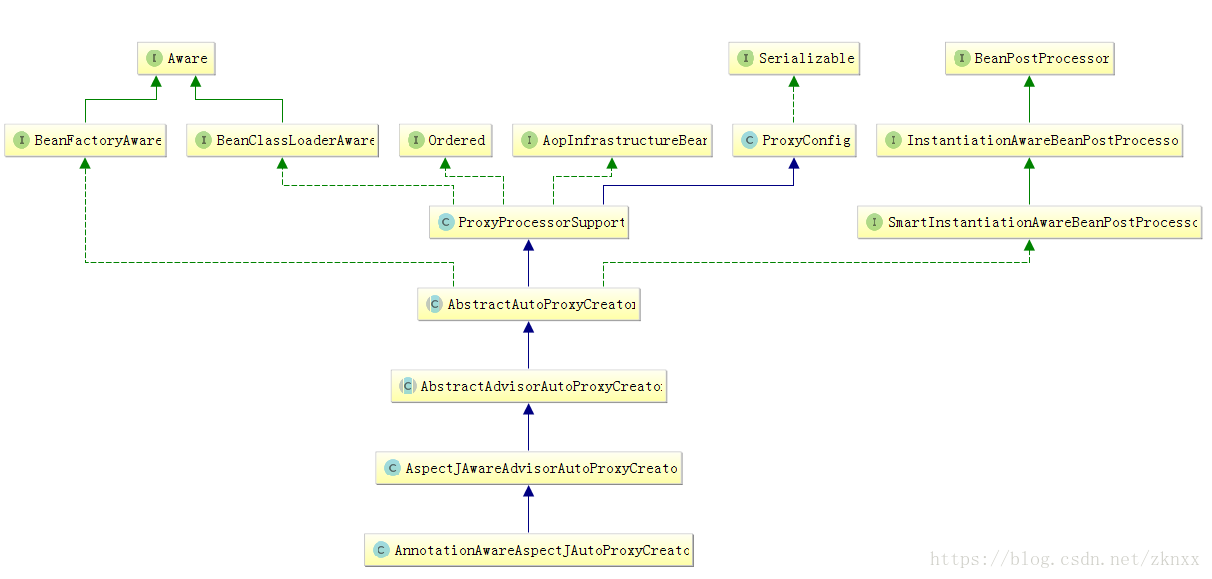 I Aware
I Serializable
I BeanPostProcessor
I BeanFactoryAware
I BeanClassLoaderAware
I Ordered
I AopInfrastructureBean
C ProxyConfig
I InstantiationAwareBeanPostProcesso
C ProxyProcessorSupport
I SmartInstantiationAwareBeanPostProcesso
C AbstractAutoProxyCreator
C AbstractAdvisorAutoProxyCreator
C AspectJAwareAdvisorAutoProxyCreato
C AnnotationAwareAspectJAutoProxyCreato
https://blog.csdn.net/zknxx